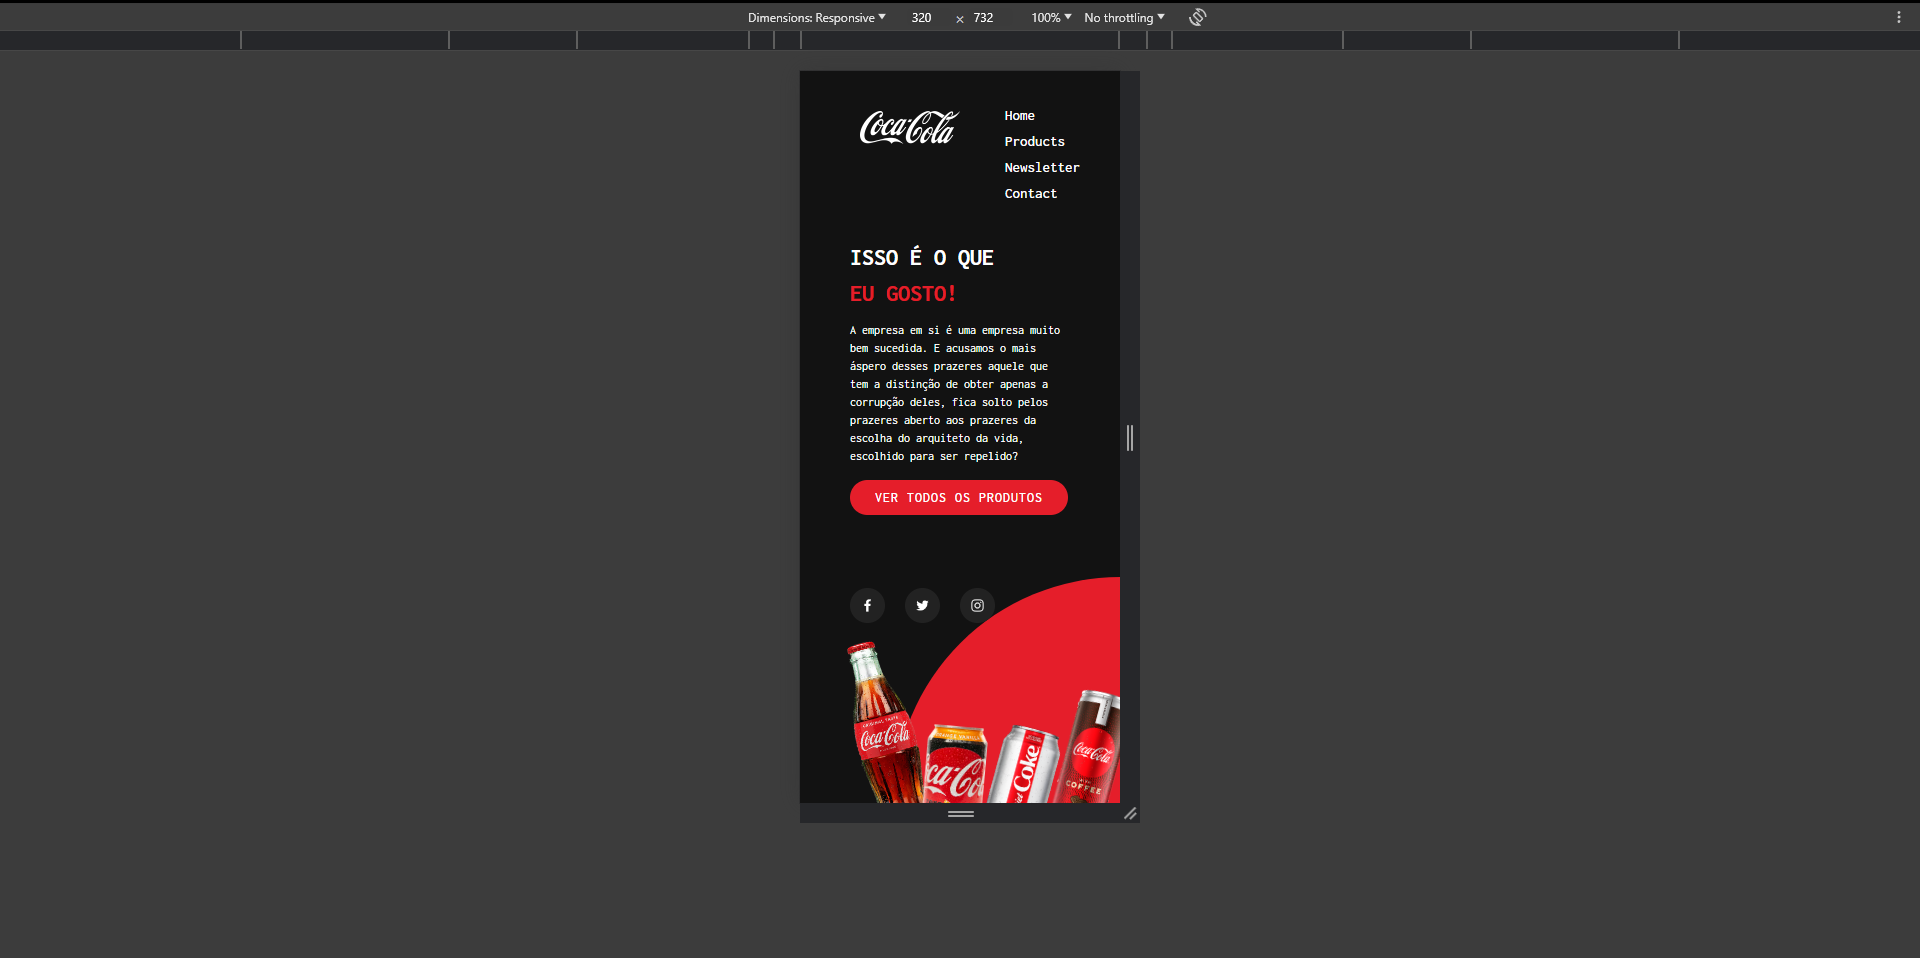 Dimensions: Responsive 320 × 732 100% No throttling
Coca-Cola
Home
Products
Newsletter
Contact
ISSO É O QUE
EU GOSTO!
A empresa em si é uma empresa muito
bem sucedida. E acusamos o mais
áspero desses prazeres aquele que
tem a distinção de obter apenas a
corrupção deles, fica solto pelos
prazeres aberto aos prazeres da
escolha do arquiteto da vida,
escolhido para ser repelido?
VER TODOS OS PRODUTOS
ORIGINAL TASTE
Coca-Cola
Coke
Coca-Cola
COFFEE